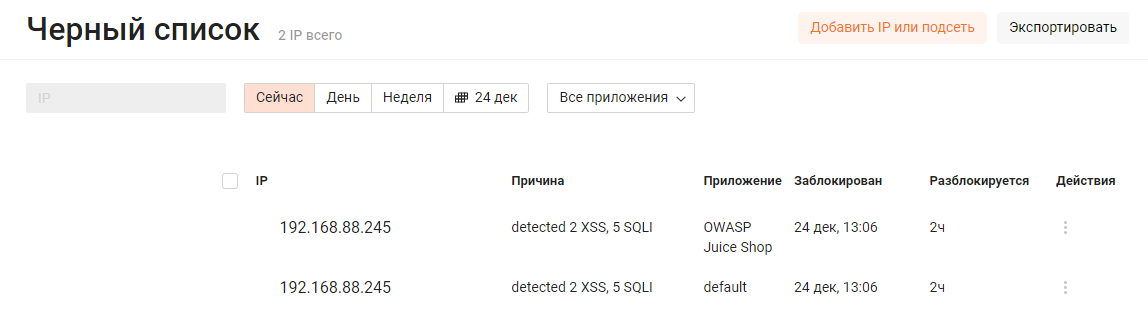 Черный список 2 IP всего Добавить IP или подсеть Экспортировать
IP Сейчас День Неделя 24 дек Все приложения
IP Причина Приложение Заблокирован Разблокируется Действия
192.168.88.245 detected 2 XSS, 5 SQLI OWASP 24 дек, 13:06 2ч
Juice Shop
192.168.88.245 detected 2 XSS, 5 SQLI default 24 дек, 13:06 2ч